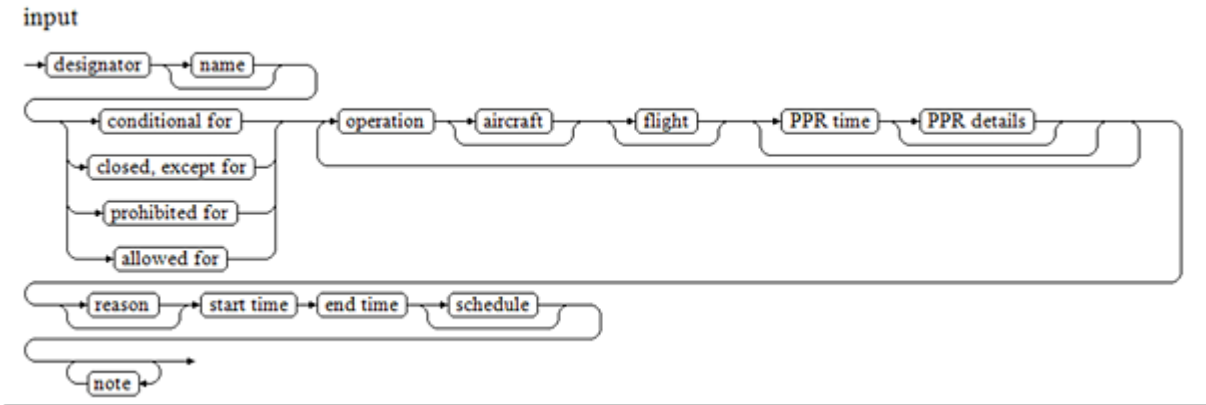 input
designator name
conditional for operation aircraft flight PPR time PPR details
closed, except for
prohibited for
allowed for
reason start time end time schedule
note